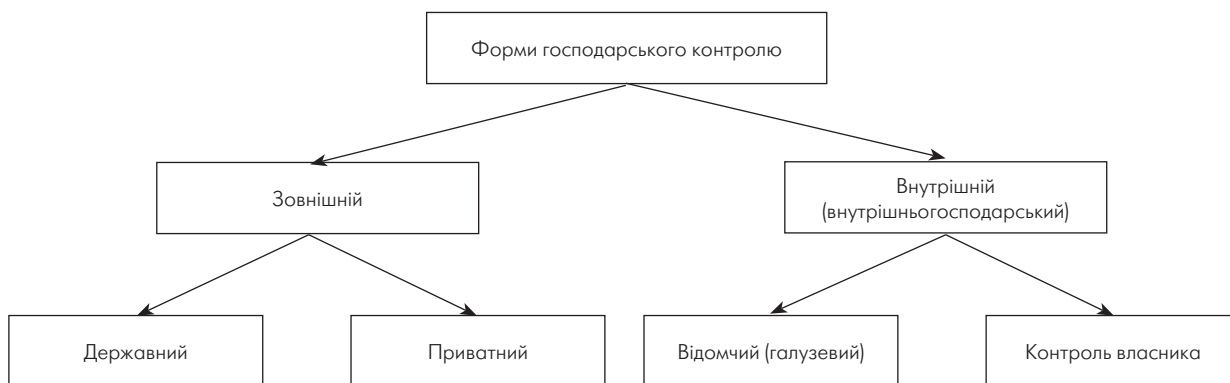 Форми господарського контролю
Зовнішній
Внутрішній
(внутрішньогосподарський)
Державний
Приватний
Відомчий (галузевий)
Контроль власника